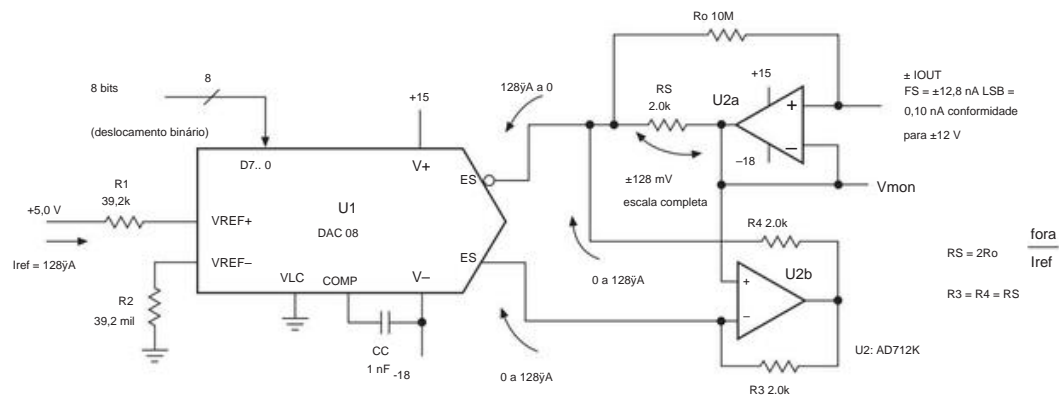 Ro 10M
8 bits
8
(deslocamento binário)
+15
128ÿA a 0
RS
2.0k
U2a
+15
+
−
–18
± IOUT
FS = ±12,8 nA LSB =
0,10 nA conformidade
para ±12 V
Vmon
±128 mV
escala completa
D7.. 0
V+
ES
R1
39,2k
+5,0 V
Iref = 128ÿA
VREF+
U1
DAC 08
VREF–
VLC
COMP
V–
ES
R2
39,2 mil
CC
1 nF
-18
0 a 128ÿA
0 a 128ÿA
R4 2.0k
U2b
+
−
R3 2.0k
U2: AD712K
RS = 2Ro
fora
Iref
R3 = R4 = RS